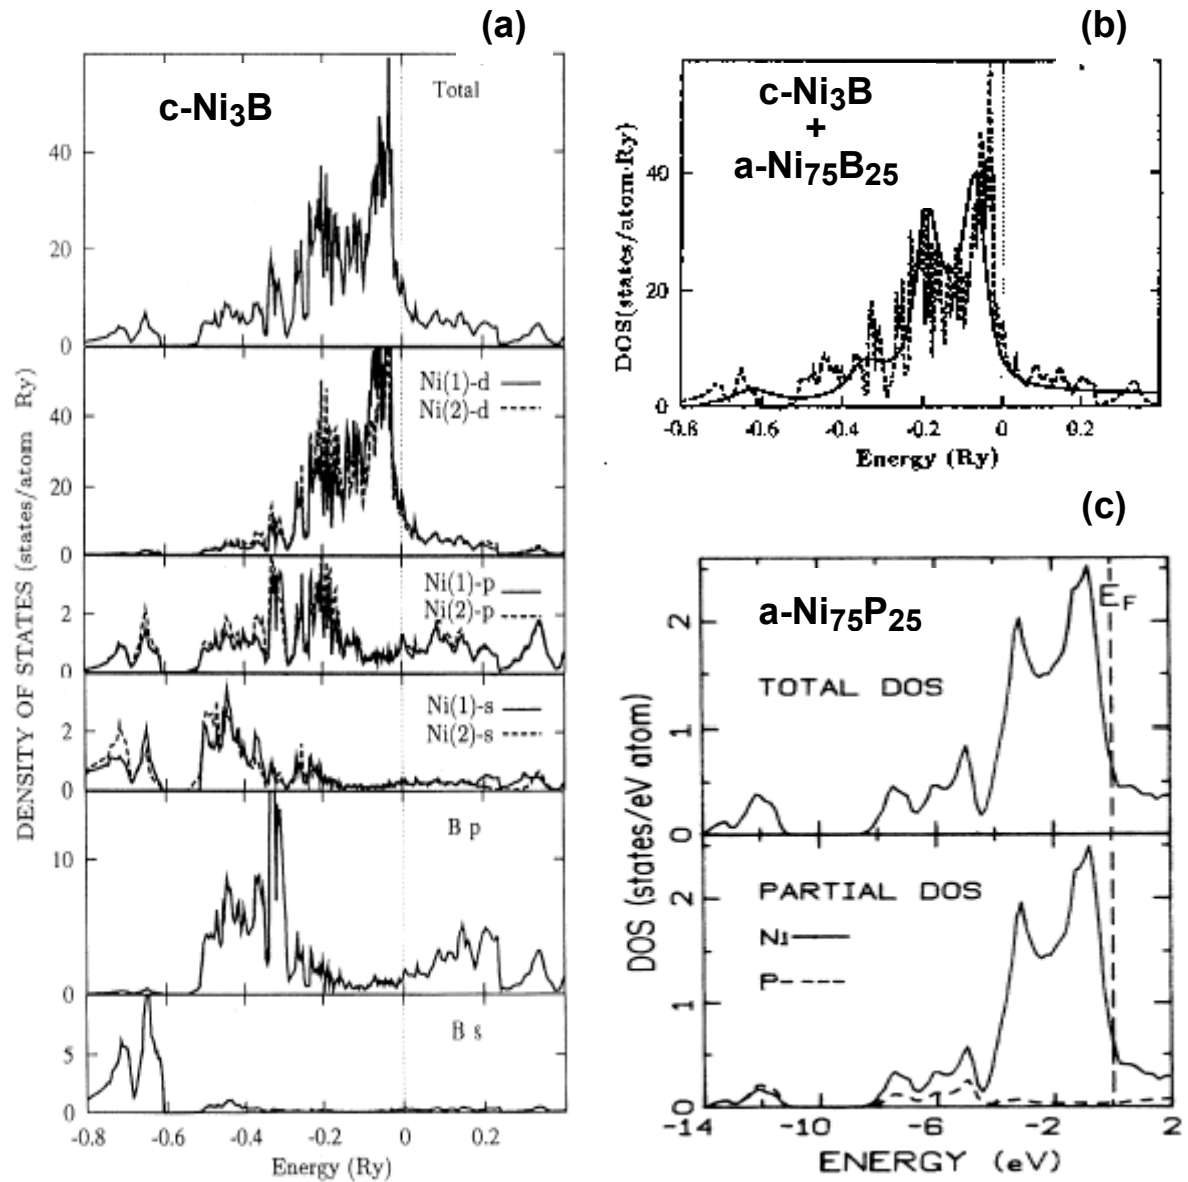 (a)
c-Ni3B
Total
40
20
0
Ni(1)-d
Ni(2)-d
40
20
0
Ni(1)-p
Ni(2)-p
2
0
Ni(1)-s
Ni(2)-s
2
0
B p
10
0
B s
5
0
-0.8 -0.6 -0.4 -0.2 0 0.2
Energy (Ry)
DENSITY OF STATES (states/atom Ry)
(b)
c-Ni3B
+
a-Ni75B25
DOS(states/atom·Ry)
40
20
0
-0.8 -0.6 -0.4 -0.2 0 0.2
Energy (Ry)
(c)
a-Ni75P25
EF
TOTAL DOS
2
1
0
PARTIAL DOS
Ni
P
2
1
0
DOS (states/eV atom)
-14 -10 -6 -2 2
ENERGY (eV)